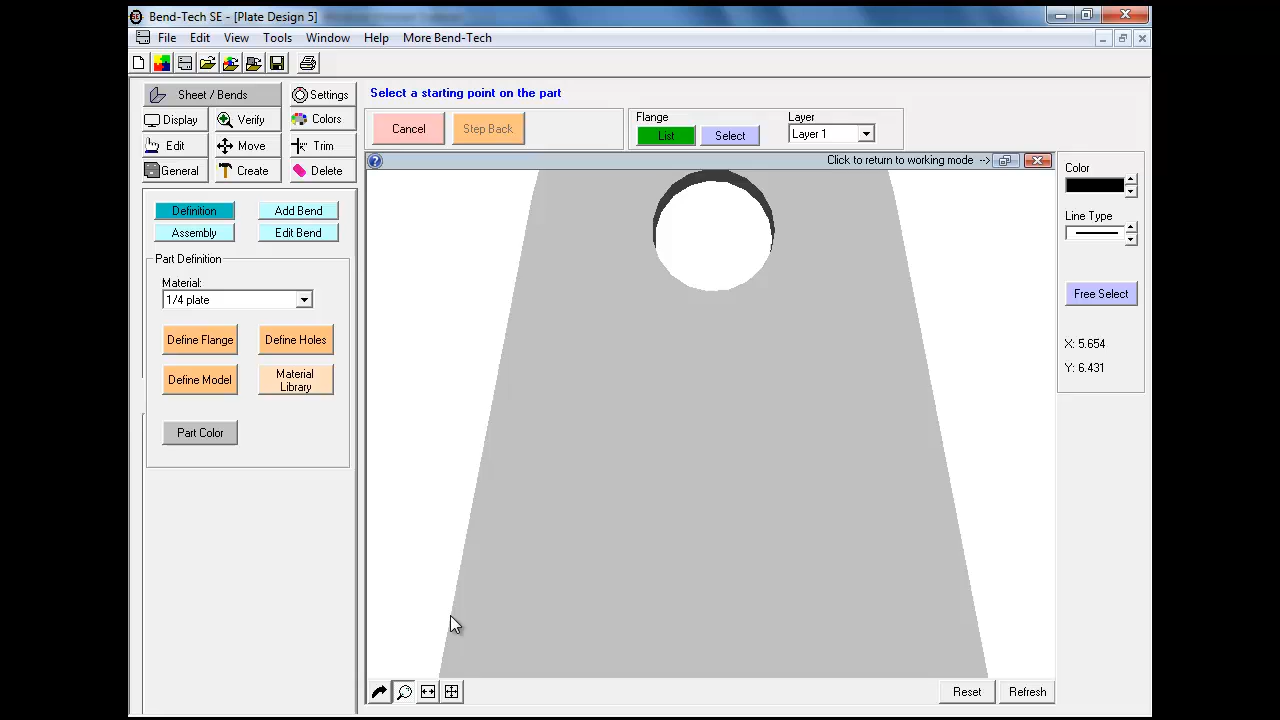 Bend-Tech SE - [Plate Design 5]
File Edit View Tools Window Help More Bend-Tech
Sheet / Bends Settings
Display Verify Colors
Edit Move Trim
General Create Delete
Definition Add Bend
Assembly Edit Bend
Part Definition
Material:
1/4 plate
Define Flange Define Holes
Define Model Material Library
Part Color
Select a starting point on the part
Cancel Step Back
Flange
List Select
Layer
Layer 1
Click to return to working mode -->
Color
Line Type
Free Select
X: 5.654
Y: 6.431
Reset Refresh